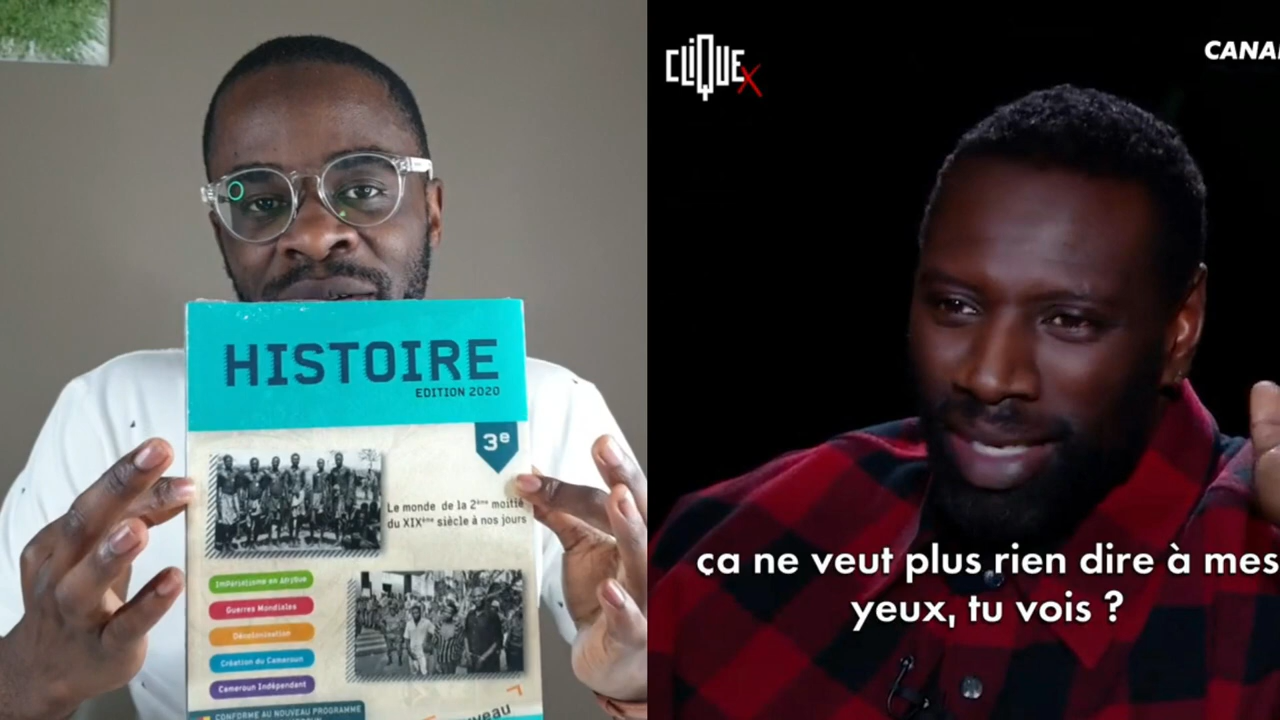 HISTOIRE
EDITION 2020
3e
Le monde de la 2ème moitié
du XIXème siècle à nos jours
Impérialisme en Afrique
Guerres Mondiales
Décolonisation
Création du Cameroun
Cameroun Indépendant
CONFORME AU NOUVEAU PROGRAMME
CLIQUE X
CANAL
ça ne veut plus rien dire à mes
yeux, tu vois ?